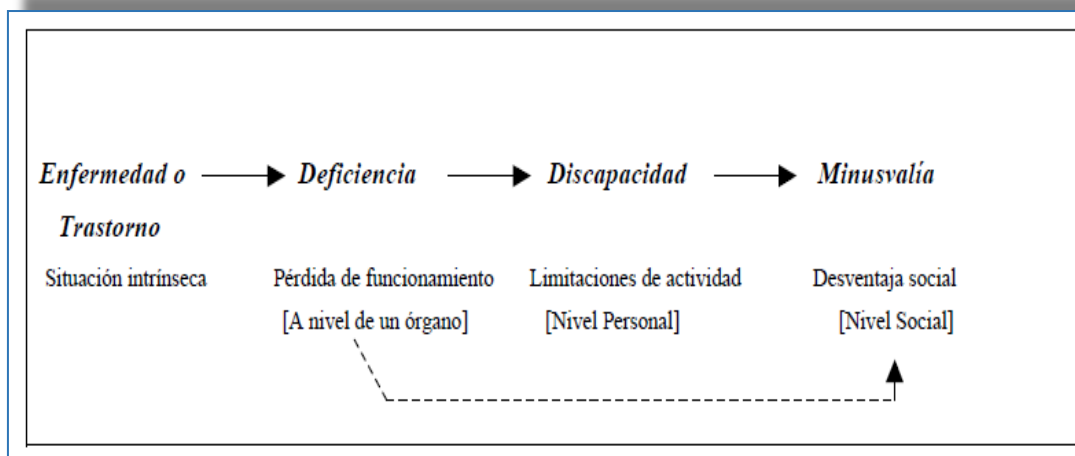 Enfermedad o Deficiencia Discapacidad Minusvalía
Trastorno
Situación intrínseca Pérdida de funcionamiento Limitaciones de actividad Desventaja social
[A nivel de un órgano] [Nivel Personal] [Nivel Social]